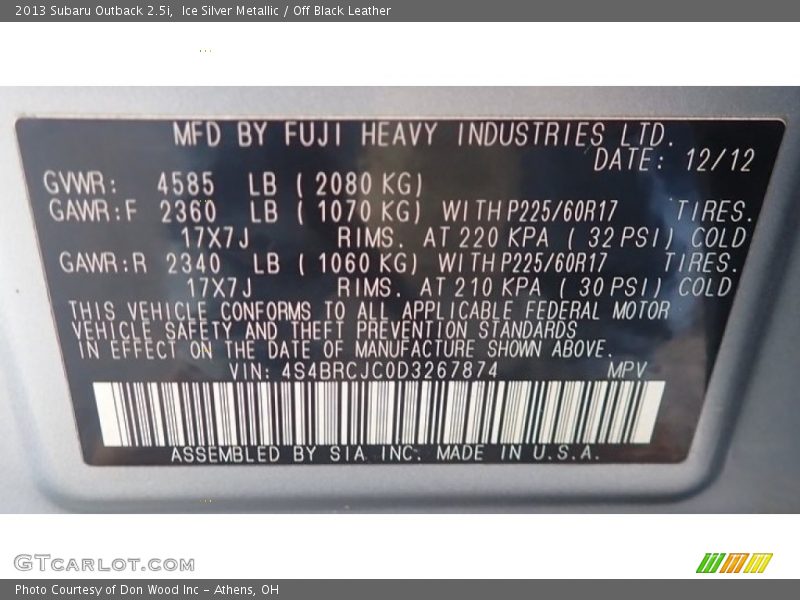 2013 Subaru Outback 2.5i,  Ice Silver Metallic / Off Black Leather
MFD BY FUJI HEAVY INDUSTRIES LTD.
DATE: 12/12
GVWR: 4585 LB ( 2080 KG)
GAWR:F 2360 LB ( 1070 KG) WITH P225/60R17 TIRES.
17X7J RIMS. AT 220 KPA ( 32 PSI) COLD
GAWR:R 2340 LB ( 1060 KG) WITH P225/60R17 TIRES.
17X7J RIMS. AT 210 KPA ( 30 PSI) COLD
THIS VEHICLE CONFORMS TO ALL APPLICABLE FEDERAL MOTOR
VEHICLE SAFETY AND THEFT PREVENTION STANDARDS
IN EFFECT ON THE DATE OF MANUFACTURE SHOWN ABOVE.
VIN: 4S4BRCJC0D3267874 MPV
ASSEMBLED BY SIA INC. MADE IN U.S.A.
GTCARLOT.COM
Photo Courtesy of Don Wood Inc - Athens, OH